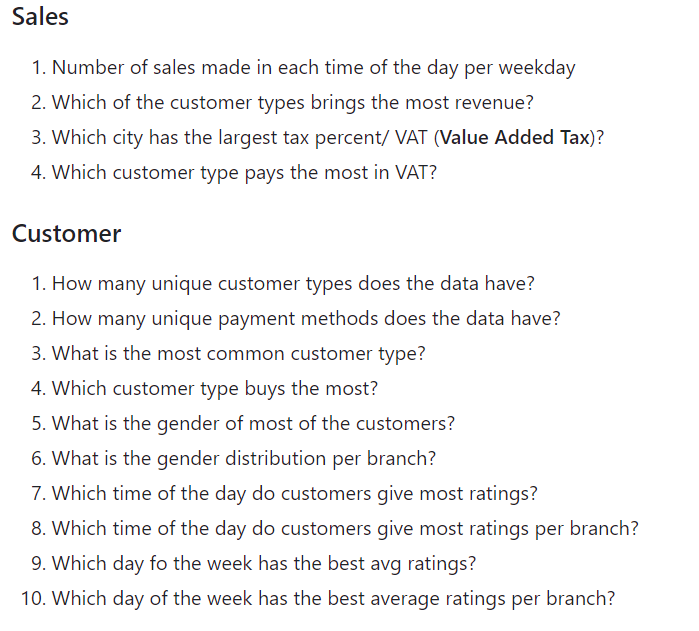 Sales
1. Number of sales made in each time of the day per weekday
2. Which of the customer types brings the most revenue?
3. Which city has the largest tax percent/ VAT (Value Added Tax)?
4. Which customer type pays the most in VAT?
Customer
1. How many unique customer types does the data have?
2. How many unique payment methods does the data have?
3. What is the most common customer type?
4. Which customer type buys the most?
5. What is the gender of most of the customers?
6. What is the gender distribution per branch?
7. Which time of the day do customers give most ratings?
8. Which time of the day do customers give most ratings per branch?
9. Which day fo the week has the best avg ratings?
10. Which day of the week has the best average ratings per branch?